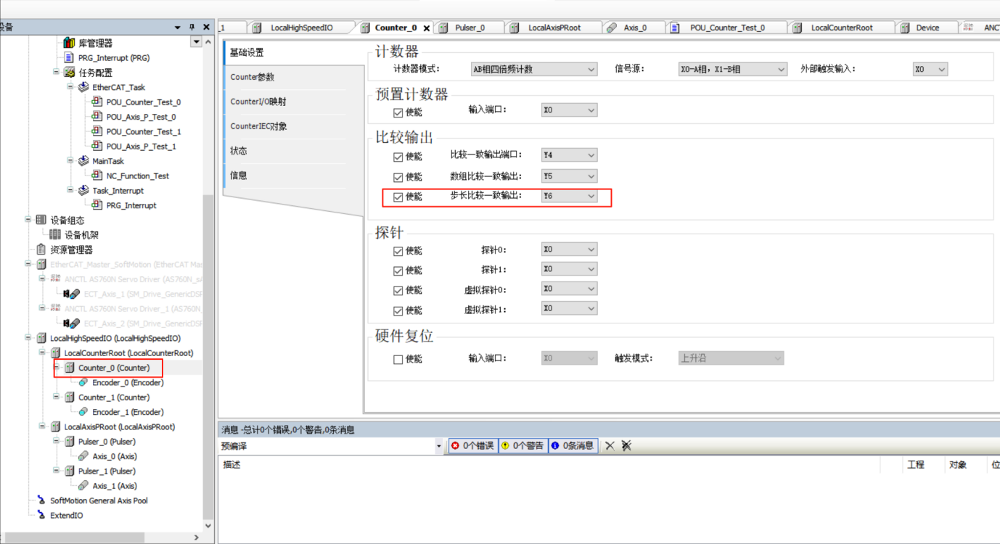 设备
库管理器
PRG_Interrupt (PRG)
任务配置
EtherCAT_Task
POU_Counter_Test_0
POU_Axis_P_Test_0
POU_Counter_Test_1
POU_Axis_P_Test_1
MainTask
NC_Function_Test
Task_Interrupt
PRG_Interrupt
设备组态
设备机架
资源管理器
EtherCAT_Master_SoftMotion (EtherCAT Mas
ANCTL AS760N Servo Driver (AS760N_sA
ECT_Axis_1 (SM_Drive_GenericDSP
ANCTL AS760N Servo Driver_1 (AS760N_
ECT_Axis_2 (SM_Drive_GenericDSP
LocalHighSpeedIO (LocalHighSpeedIO)
LocalCounterRoot (LocalCounterRoot)
Counter_0 (Counter)
Encoder_0 (Encoder)
Counter_1 (Counter)
Encoder_1 (Encoder)
LocalAxisPRoot (LocalAxisPRoot)
Pulser_0 (Pulser)
Axis_0 (Axis)
Pulser_1 (Pulser)
Axis_1 (Axis)
SoftMotion General Axis Pool
ExtendIO
_1 LocalHighSpeedIO Counter_0 Pulser_0 LocalAxisPRoot Axis_0 POU_Counter_Test_0 LocalCounterRoot Device ANCT
基础设置
Counter参数
CounterI/O映射
CounterIEC对象
状态
信息
计数器
计数器模式： AB相四倍频计数 信号源： X0-A相，X1-B相 外部触发输入： X0
预置计数器
使能 输入端口： X0
比较输出
使能 比较一致输出端口： Y4
使能 数组比较一致输出： Y5
使能 步长比较一致输出： Y6
探针
使能 探针0： X0
使能 探针1： X0
使能 虚拟探针0： X0
使能 虚拟探针1： X0
硬件复位
使能 输入端口： X0 触发模式： 上升沿
消息 -总计0个错误,0个警告,0条消息
预编译 0个错误 0个警告 0条消息
描述 工程 对象 位